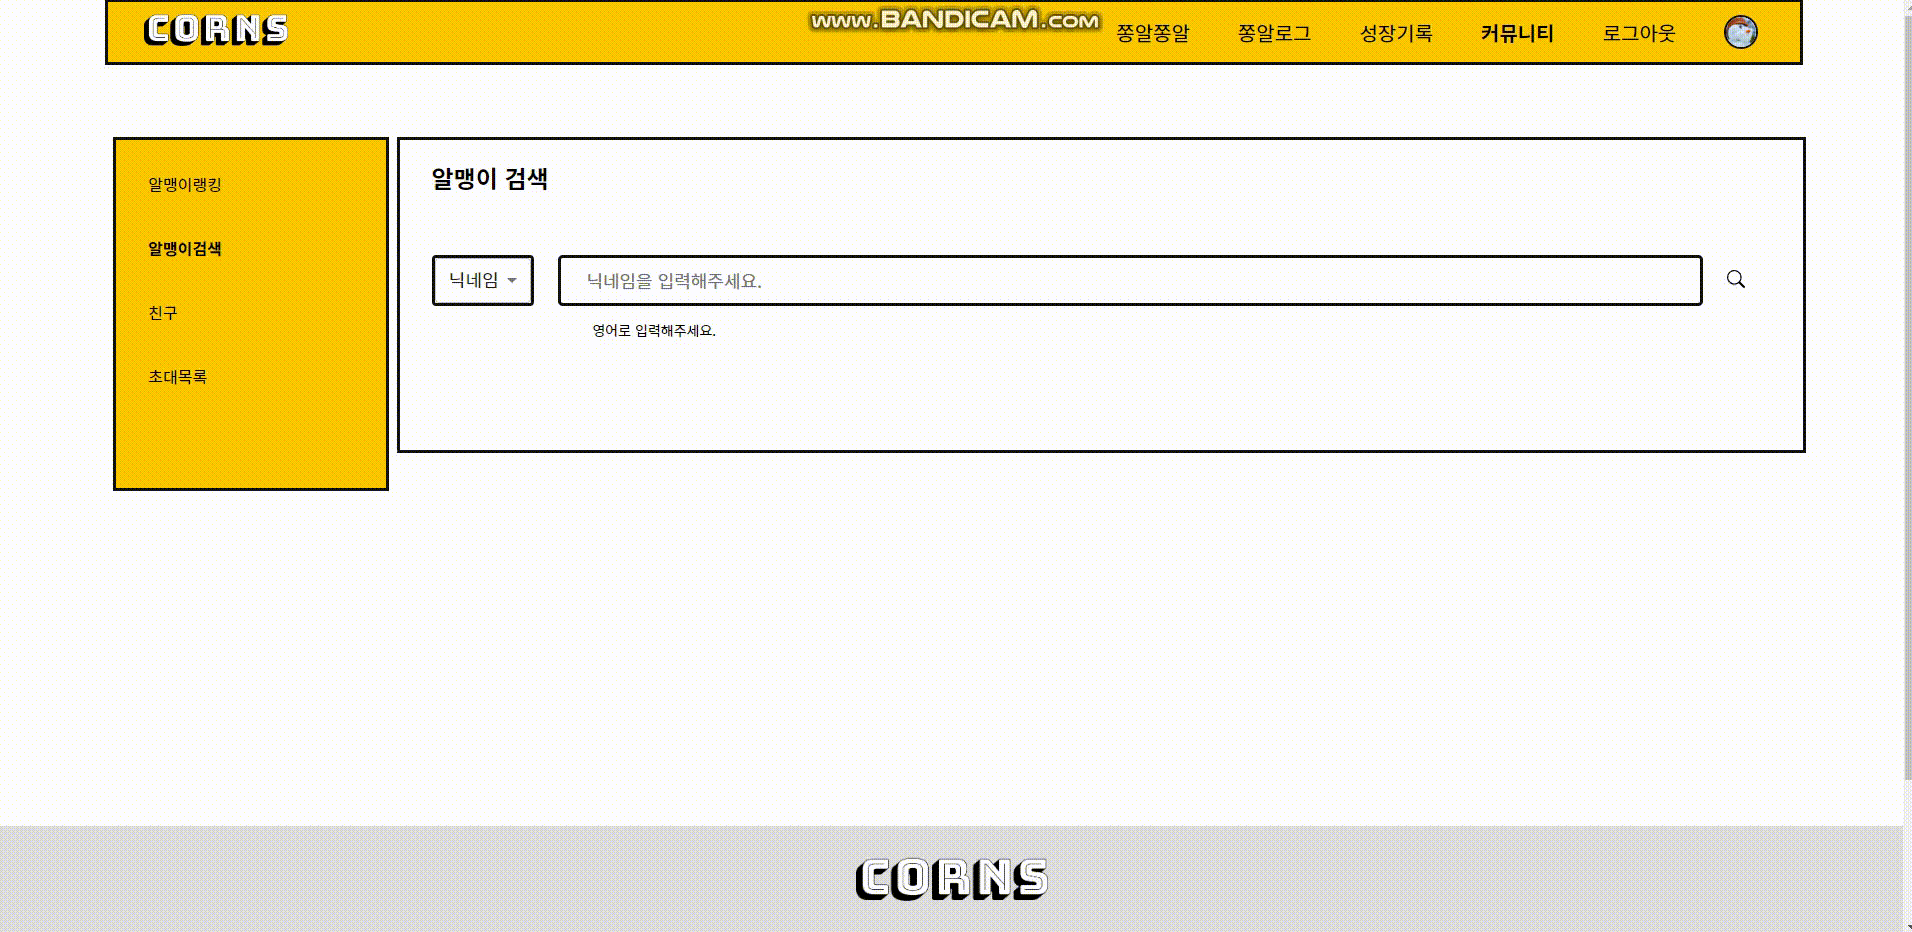 CORNS
www.BANDICAM.com
쫑알쫑알
쫑알로그
성장기록
커뮤니티
로그아웃
알맹이랭킹
알맹이검색
친구
초대목록
알맹이 검색
닉네임
닉네임을 입력해주세요.
영어로 입력해주세요.
CORNS